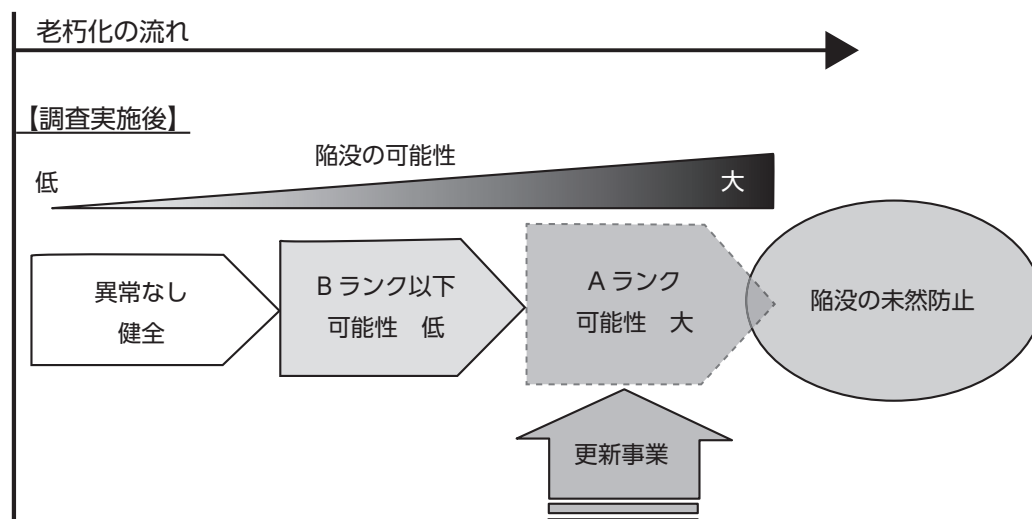 老朽化の流れ
【調査実施後】
陥没の可能性
低
大
異常なし
健全
B ランク以下
可能性　低
A ランク
可能性　大
陥没の未然防止
更新事業